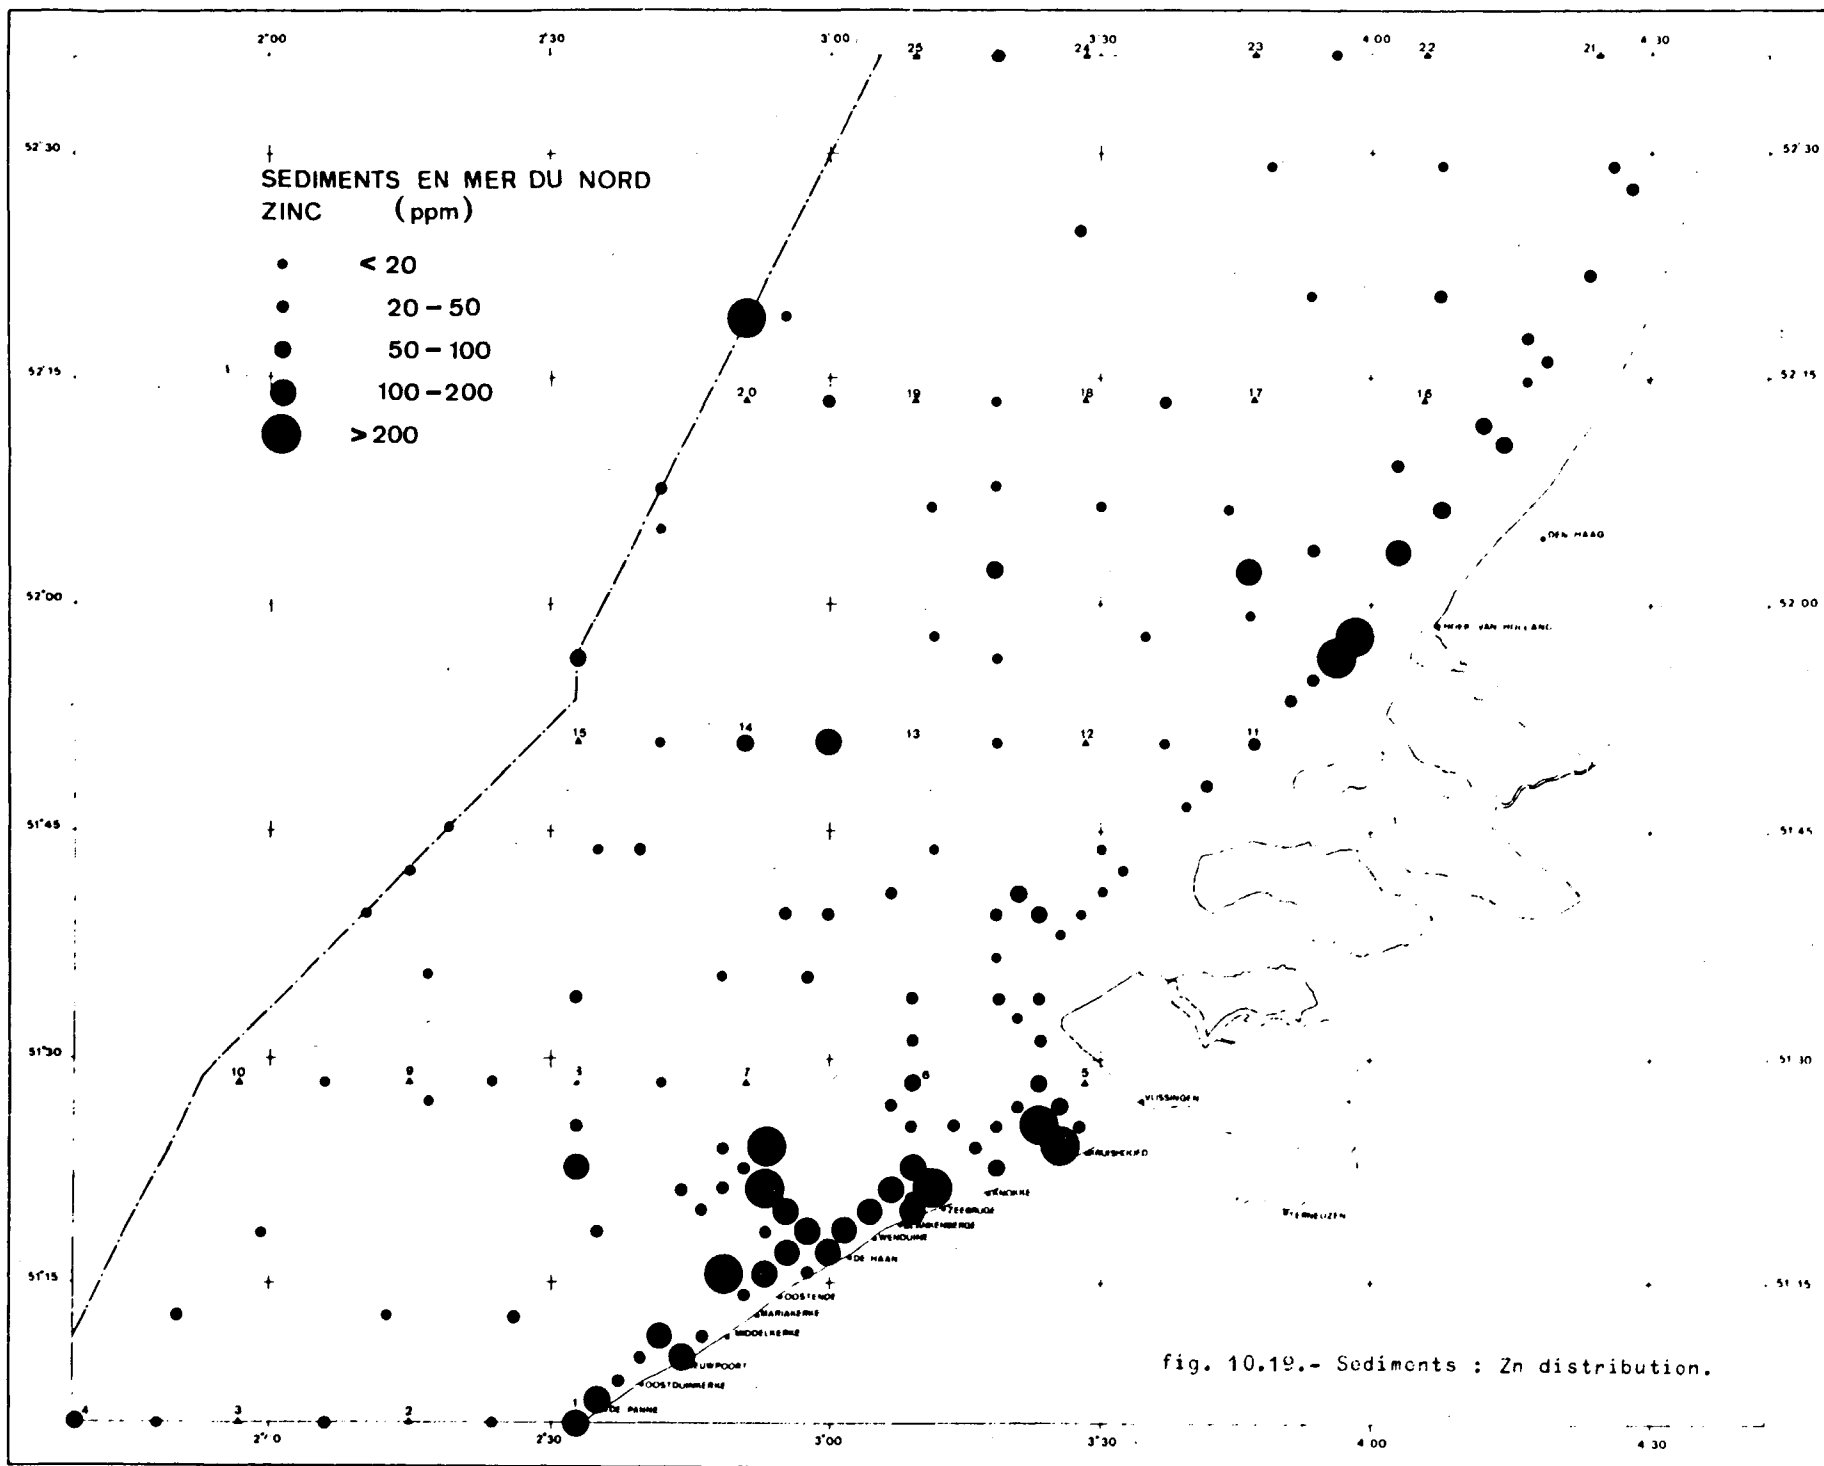 2°00 2°30 3°00 25 24 3°30 23 4°00 22 21 4°30
52°30 52°30
SEDIMENTS EN MER DU NORD
ZINC (ppm)
< 20
20 – 50
50 – 100
100 – 200
> 200
52°15 52°15
20 19 18 17 16
DEN HAAG
52°00 52°00
HOEK VAN HOLLAND
15 14 13 12 11
51°45 51°45
51°30 51°30
10 9 8 7 6 5
VLISSINGEN
KNOKKE
ZEEBRUGE
TERNEUZEN
BLANKENBERGE
WENDUINE
DE HAAN
51°15 51°15
OOSTENDE
MARIAKERKE
MIDDELKERKE
fig. 10.19.- Sediments : Zn distribution.
OOSTDUINKERKE
DE PANNE
4 3 2 1
2°30 3°00 3°30 4°00 4°30